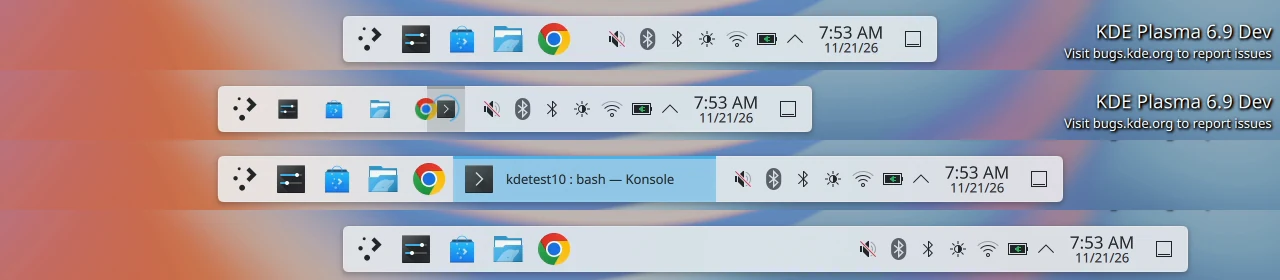 7:53 AM
11/21/26
KDE Plasma 6.9 Dev
Visit bugs.kde.org to report issues
7:53 AM
11/21/26
KDE Plasma 6.9 Dev
Visit bugs.kde.org to report issues
kdetest10 : bash — Konsole
7:53 AM
11/21/26
7:53 AM
11/21/26